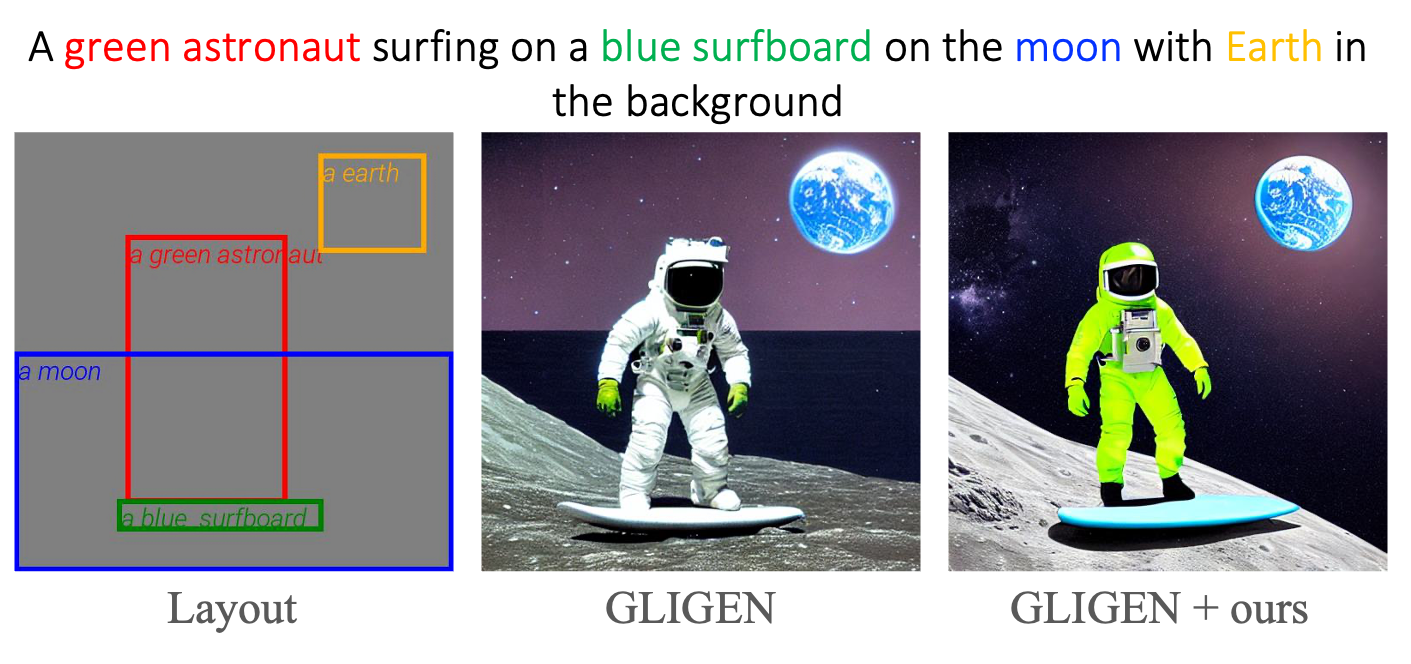 A green astronaut surfing on a blue surfboard on the moon with Earth in
the background
a earth
a green astronaut
a moon
a blue surfboard
Layout
GLIGEN
GLIGEN + ours